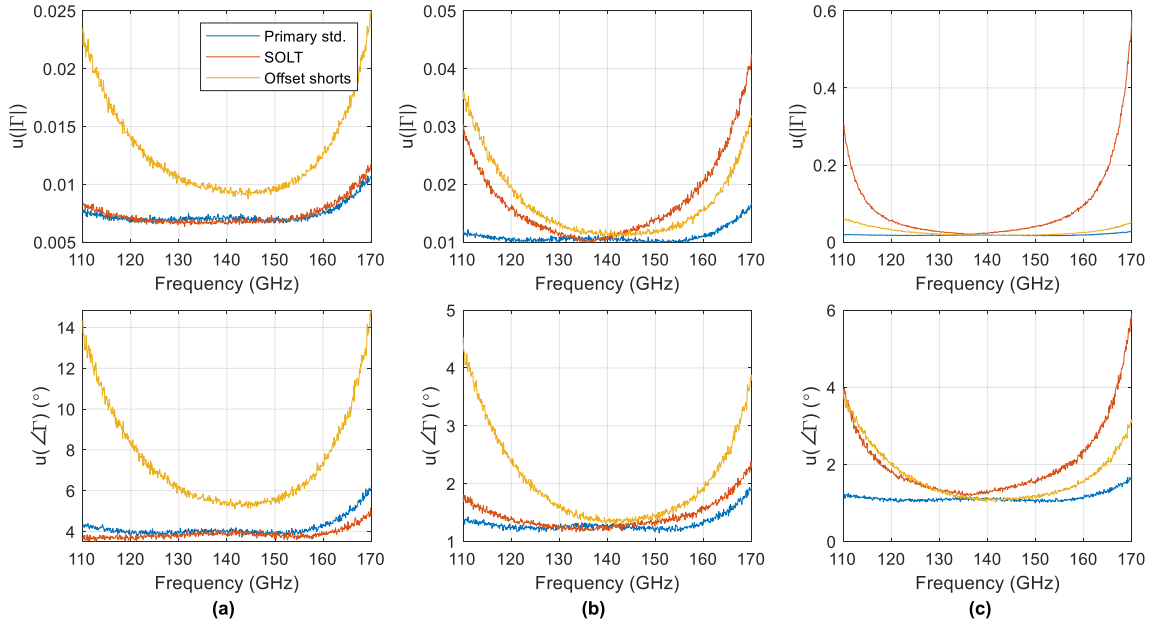 0.025
0.02
0.015
0.01
0.005
u(|Γ|)
110 120 130 140 150 160 170
Frequency (GHz)
Primary std.
SOLT
Offset shorts
0.05
0.04
0.03
0.02
0.01
u(|Γ|)
110 120 130 140 150 160 170
Frequency (GHz)
0.6
0.4
0.2
0
u(|Γ|)
110 120 130 140 150 160 170
Frequency (GHz)
14
12
10
8
6
4
u(∠Γ) (°)
110 120 130 140 150 160 170
Frequency (GHz)
(a)
5
4
3
2
1
u(∠Γ) (°)
110 120 130 140 150 160 170
Frequency (GHz)
(b)
6
4
2
0
u(∠Γ) (°)
110 120 130 140 150 160 170
Frequency (GHz)
(c)